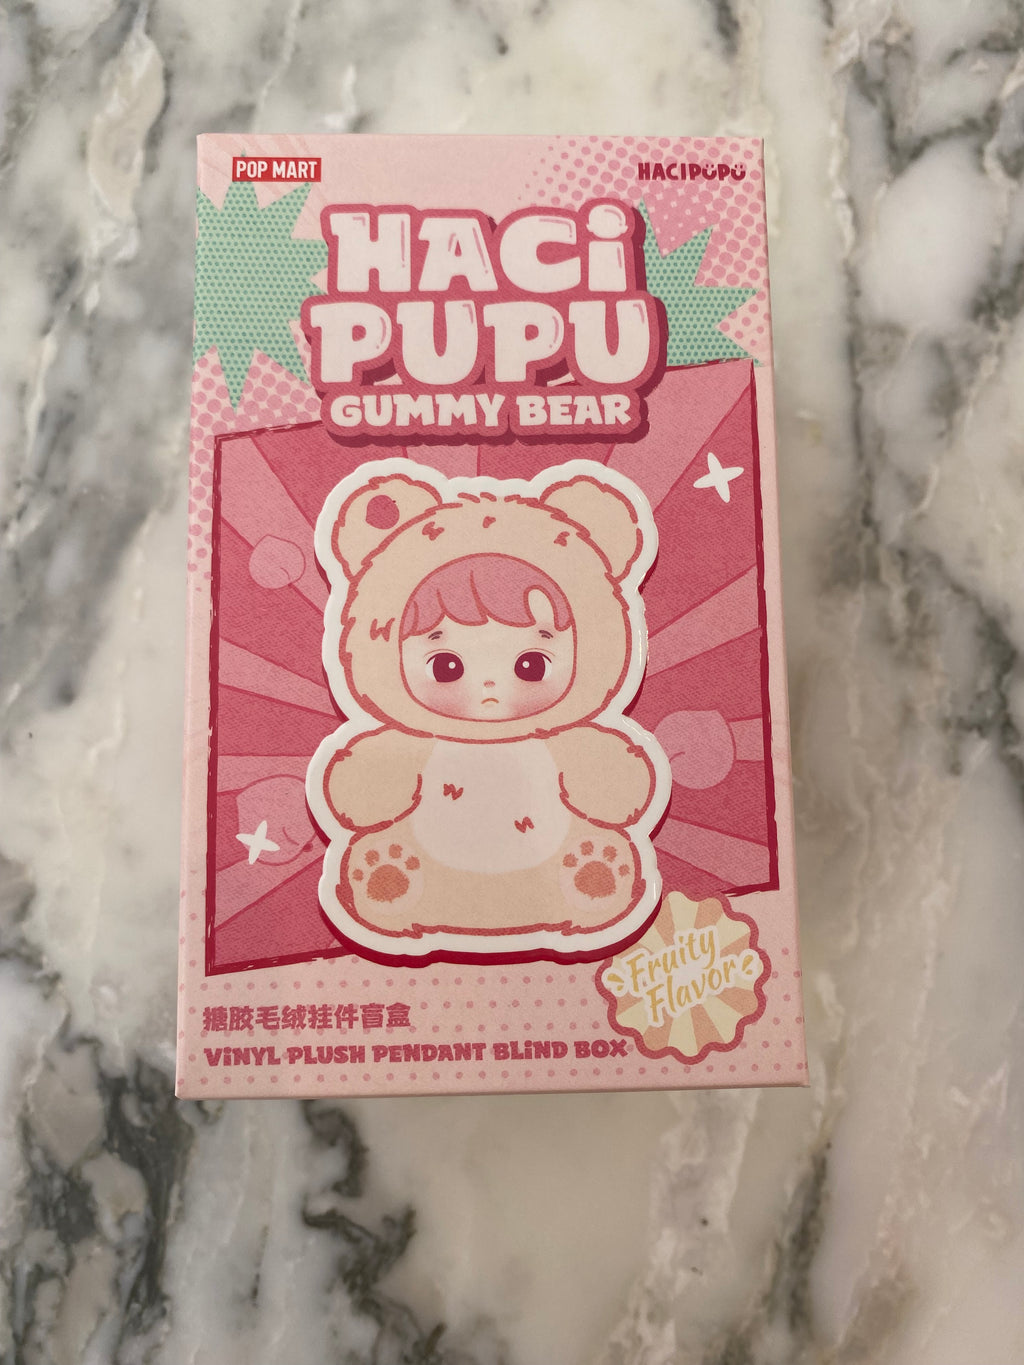 POP MART
HACIPUPU
HACi
PUPU
GUMMY BEAR
Fruity
Flavor
搪胶毛绒挂件盲盒
ViNYL PLUSH PENDANT BLiND BOX